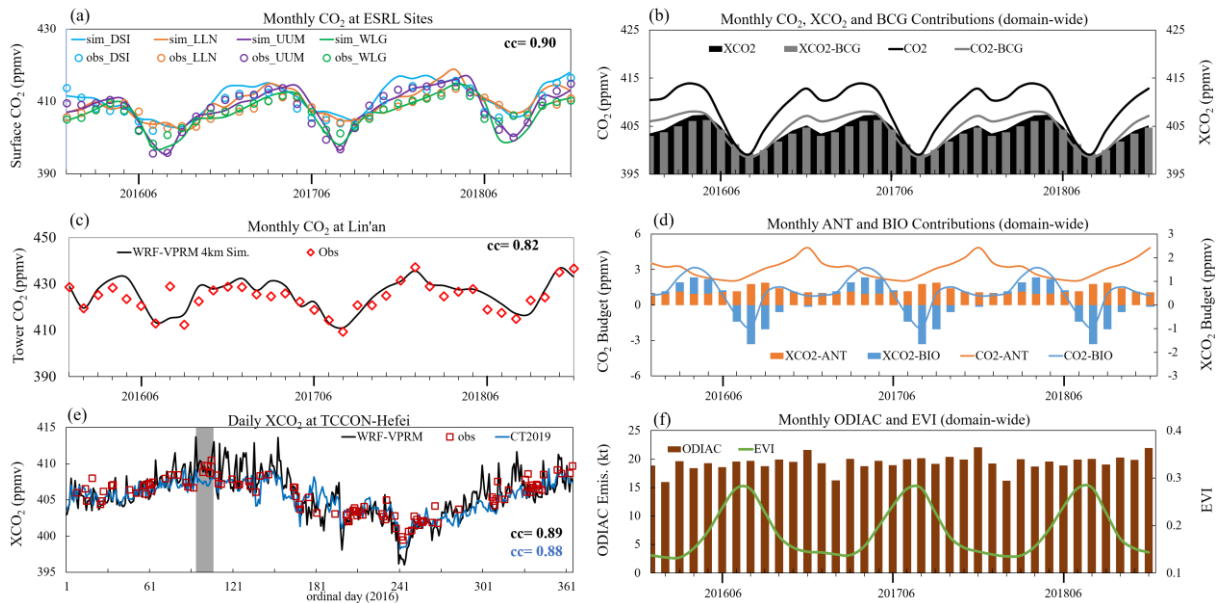 (a) Monthly CO₂ at ESRL Sites
430
410
390
Surface CO₂ (ppmv)
sim_DSI sim_LLN sim_UUM sim_WLG
obs_DSI obs_LLN obs_UUM obs_WLG
cc= 0.90
201606 201706 201806
(b) Monthly CO₂, XCO₂ and BCG Contributions (domain-wide)
425
415
405
395
CO₂ (ppmv)
XCO2 XCO2-BCG CO2 CO2-BCG
425
415
405
395
XCO₂ (ppmv)
201606 201706 201806
(c) Monthly CO₂ at Lin'an
450
430
410
390
Tower CO₂ (ppmv)
WRF-VPRM 4km Sim. Obs
cc= 0.82
201606 201706 201806
(d) Monthly ANT and BIO Contributions (domain-wide)
6
3
0
-3
-6
CO₂ Budget (ppmv)
XCO2-ANT XCO2-BIO CO2-ANT CO2-BIO
3
2
1
0
-1
-2
-3
XCO₂ Budget (ppmv)
201606 201706 201806
(e) Daily XCO₂ at TCCON-Hefei
415
410
405
400
395
XCO₂ (ppmv)
WRF-VPRM obs CT2019
cc= 0.89
cc= 0.88
1 61 121 181 241 301 361
ordinal day (2016)
(f) Monthly ODIAC and EVI (domain-wide)
25
20
15
10
5
0
ODIAC Emis. (kt)
ODIAC EVI
0.4
0.3
0.2
0.1
EVI
201606 201706 201806